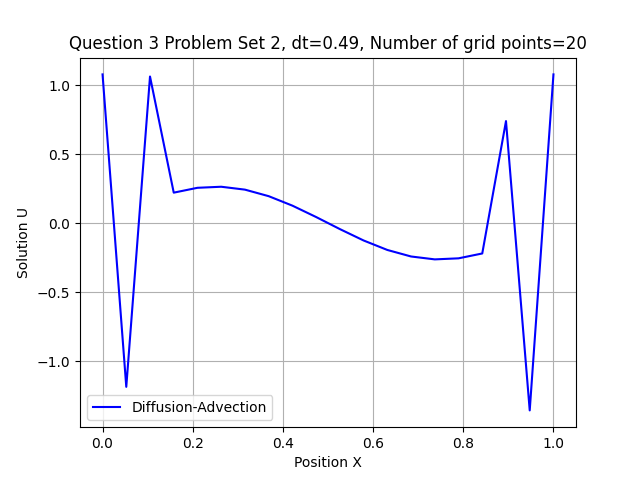 Question 3 Problem Set 2, dt=0.49, Number of grid points=20
1.0
0.5
0.0
−0.5
−1.0
Solution U
Diffusion-Advection
0.0 0.2 0.4 0.6 0.8 1.0
Position X